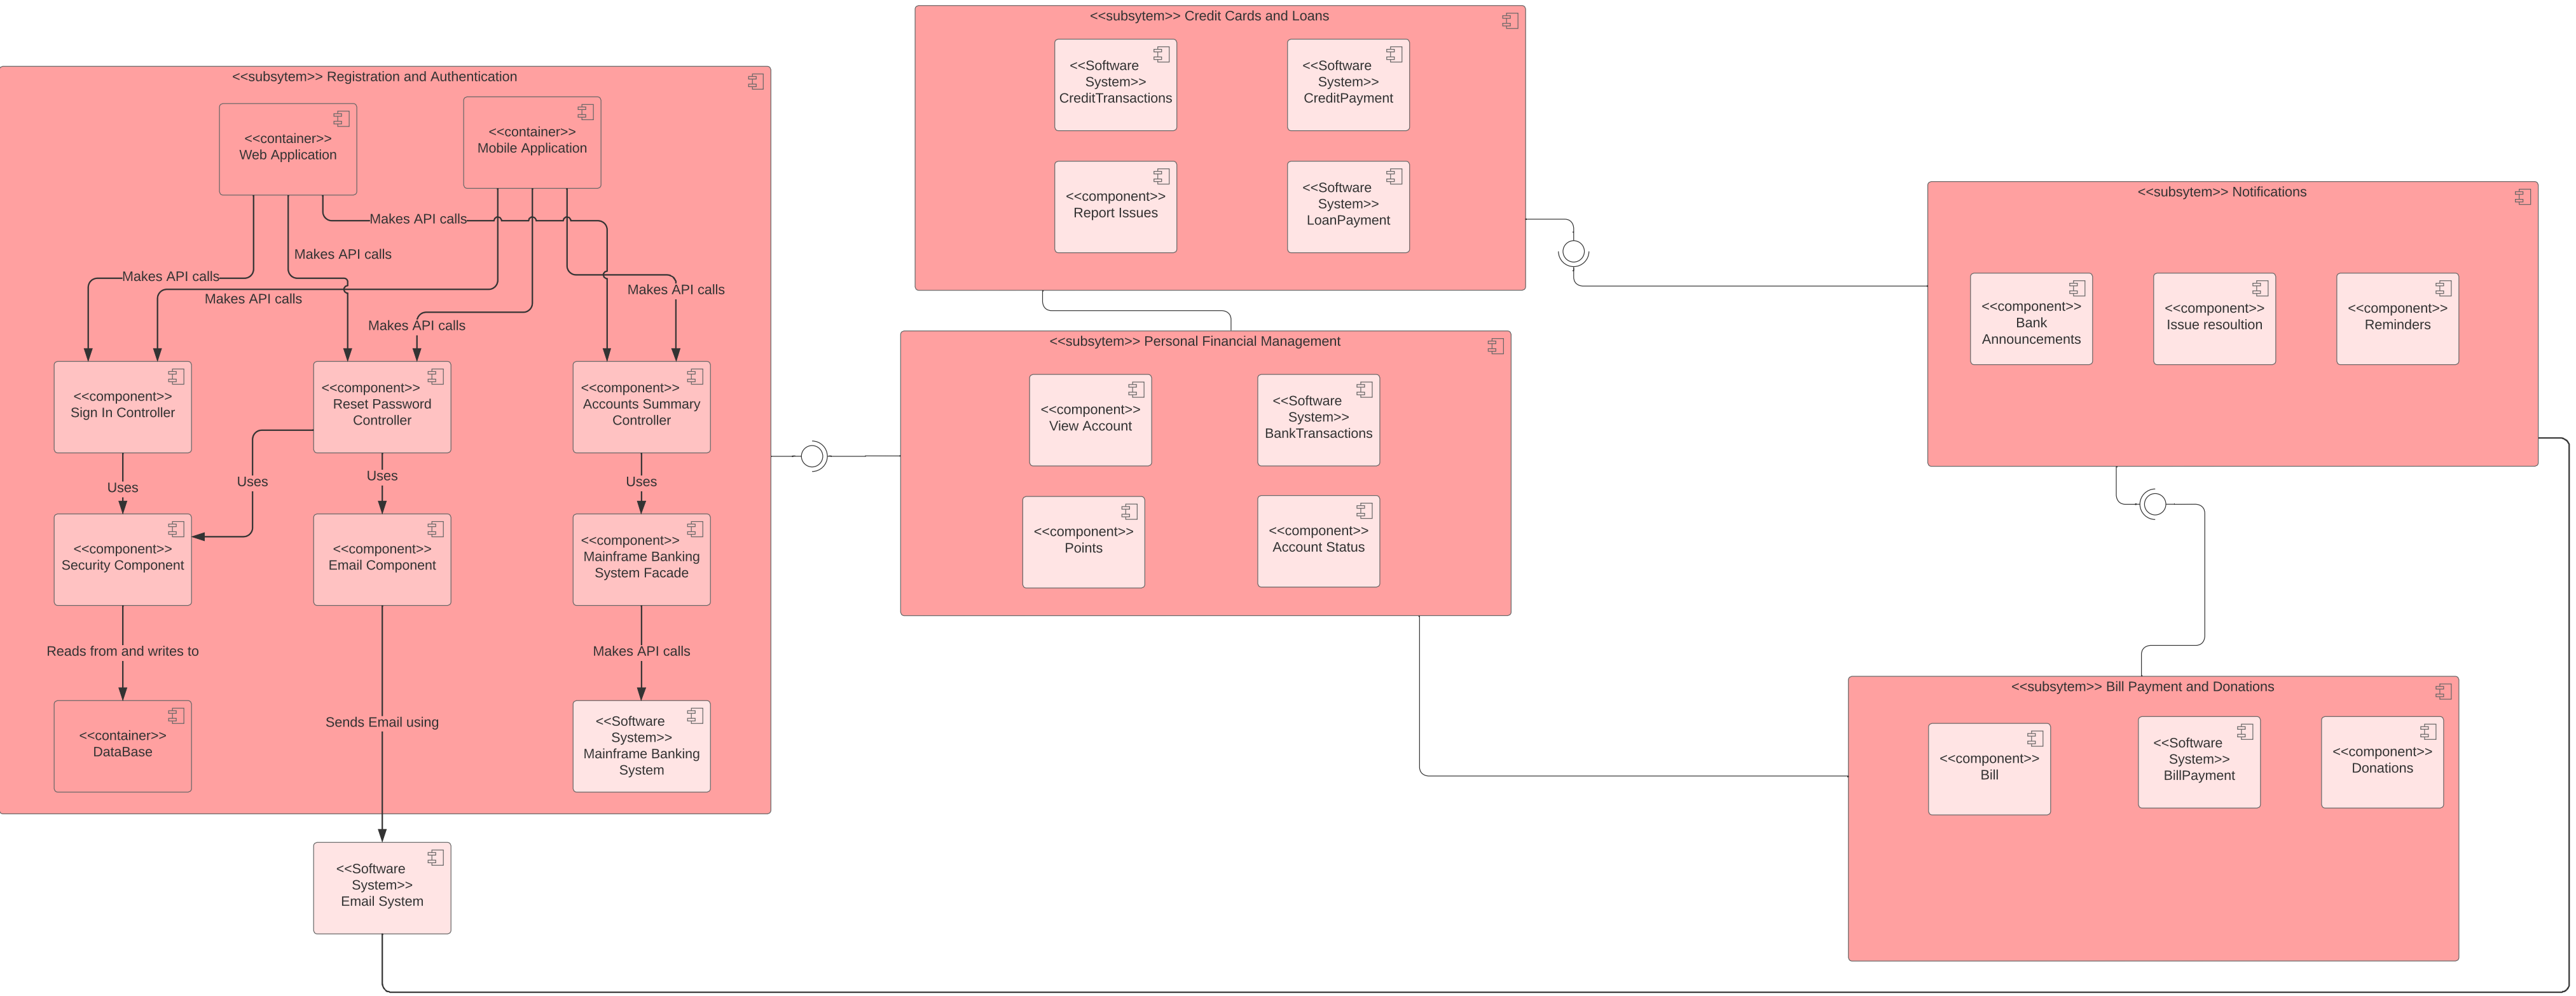 <<subsytem>> Credit Cards and Loans
<<Software
System>>
CreditTransactions
<<Software
System>>
CreditPayment
<<component>>
Report Issues
<<Software
System>>
LoanPayment
<<subsytem>> Registration and Authentication
<<container>>
Web Application
<<container>>
Mobile Application
Makes API calls
Makes API calls
Makes API calls
Makes API calls
Makes API calls
Makes API calls
<<component>>
Sign In Controller
<<component>>
Reset Password
Controller
<<component>>
Accounts Summary
Controller
Uses
Uses
Uses
Uses
<<component>>
Security Component
<<component>>
Email Component
<<component>>
Mainframe Banking
System Facade
Reads from and writes to
Makes API calls
Sends Email using
<<container>>
DataBase
<<Software
System>>
Mainframe Banking
System
<<Software
System>>
Email System
<<subsytem>> Personal Financial Management
<<component>>
View Account
<<Software
System>>
BankTransactions
<<component>>
Points
<<component>>
Account Status
<<subsytem>> Notifications
<<component>>
Bank
Announcements
<<component>>
Issue resoultion
<<component>>
Reminders
<<subsytem>> Bill Payment and Donations
<<component>>
Bill
<<Software
System>>
BillPayment
<<component>>
Donations